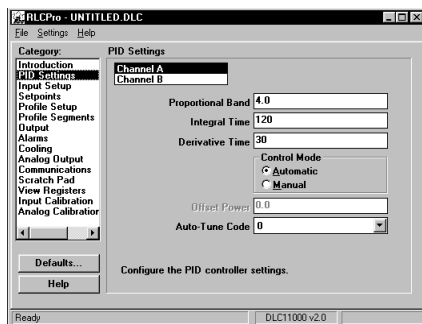 RLCPro - UNTITLED.DLC
File Settings Help
Category:
Introduction
PID Settings
Input Setup
Setpoints
Profile Setup
Profile Segments
Output
Alarms
Cooling
Analog Output
Communications
Scratch Pad
View Registers
Input Calibration
Analog Calibration
Defaults...
Help
PID Settings
Channel A
Channel B
Proportional Band 4.0
Integral Time 120
Derivative Time 30
Control Mode
Automatic
Manual
Offset Power 0.0
Auto-Tune Code 0
Configure the PID controller settings.
Ready DLC11000 v2.0